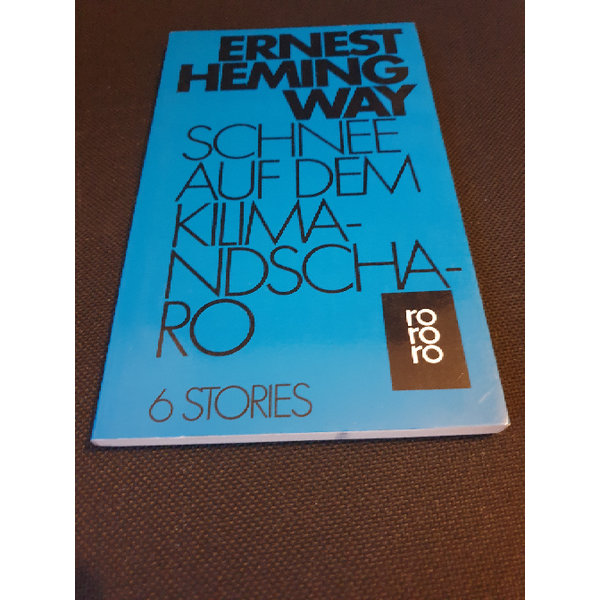 ERNEST
HEMING
WAY
SCHNEE
AUF DEM
KILIMA-
NDSCHA-
RO
ro
ro
ro
6 STORIES